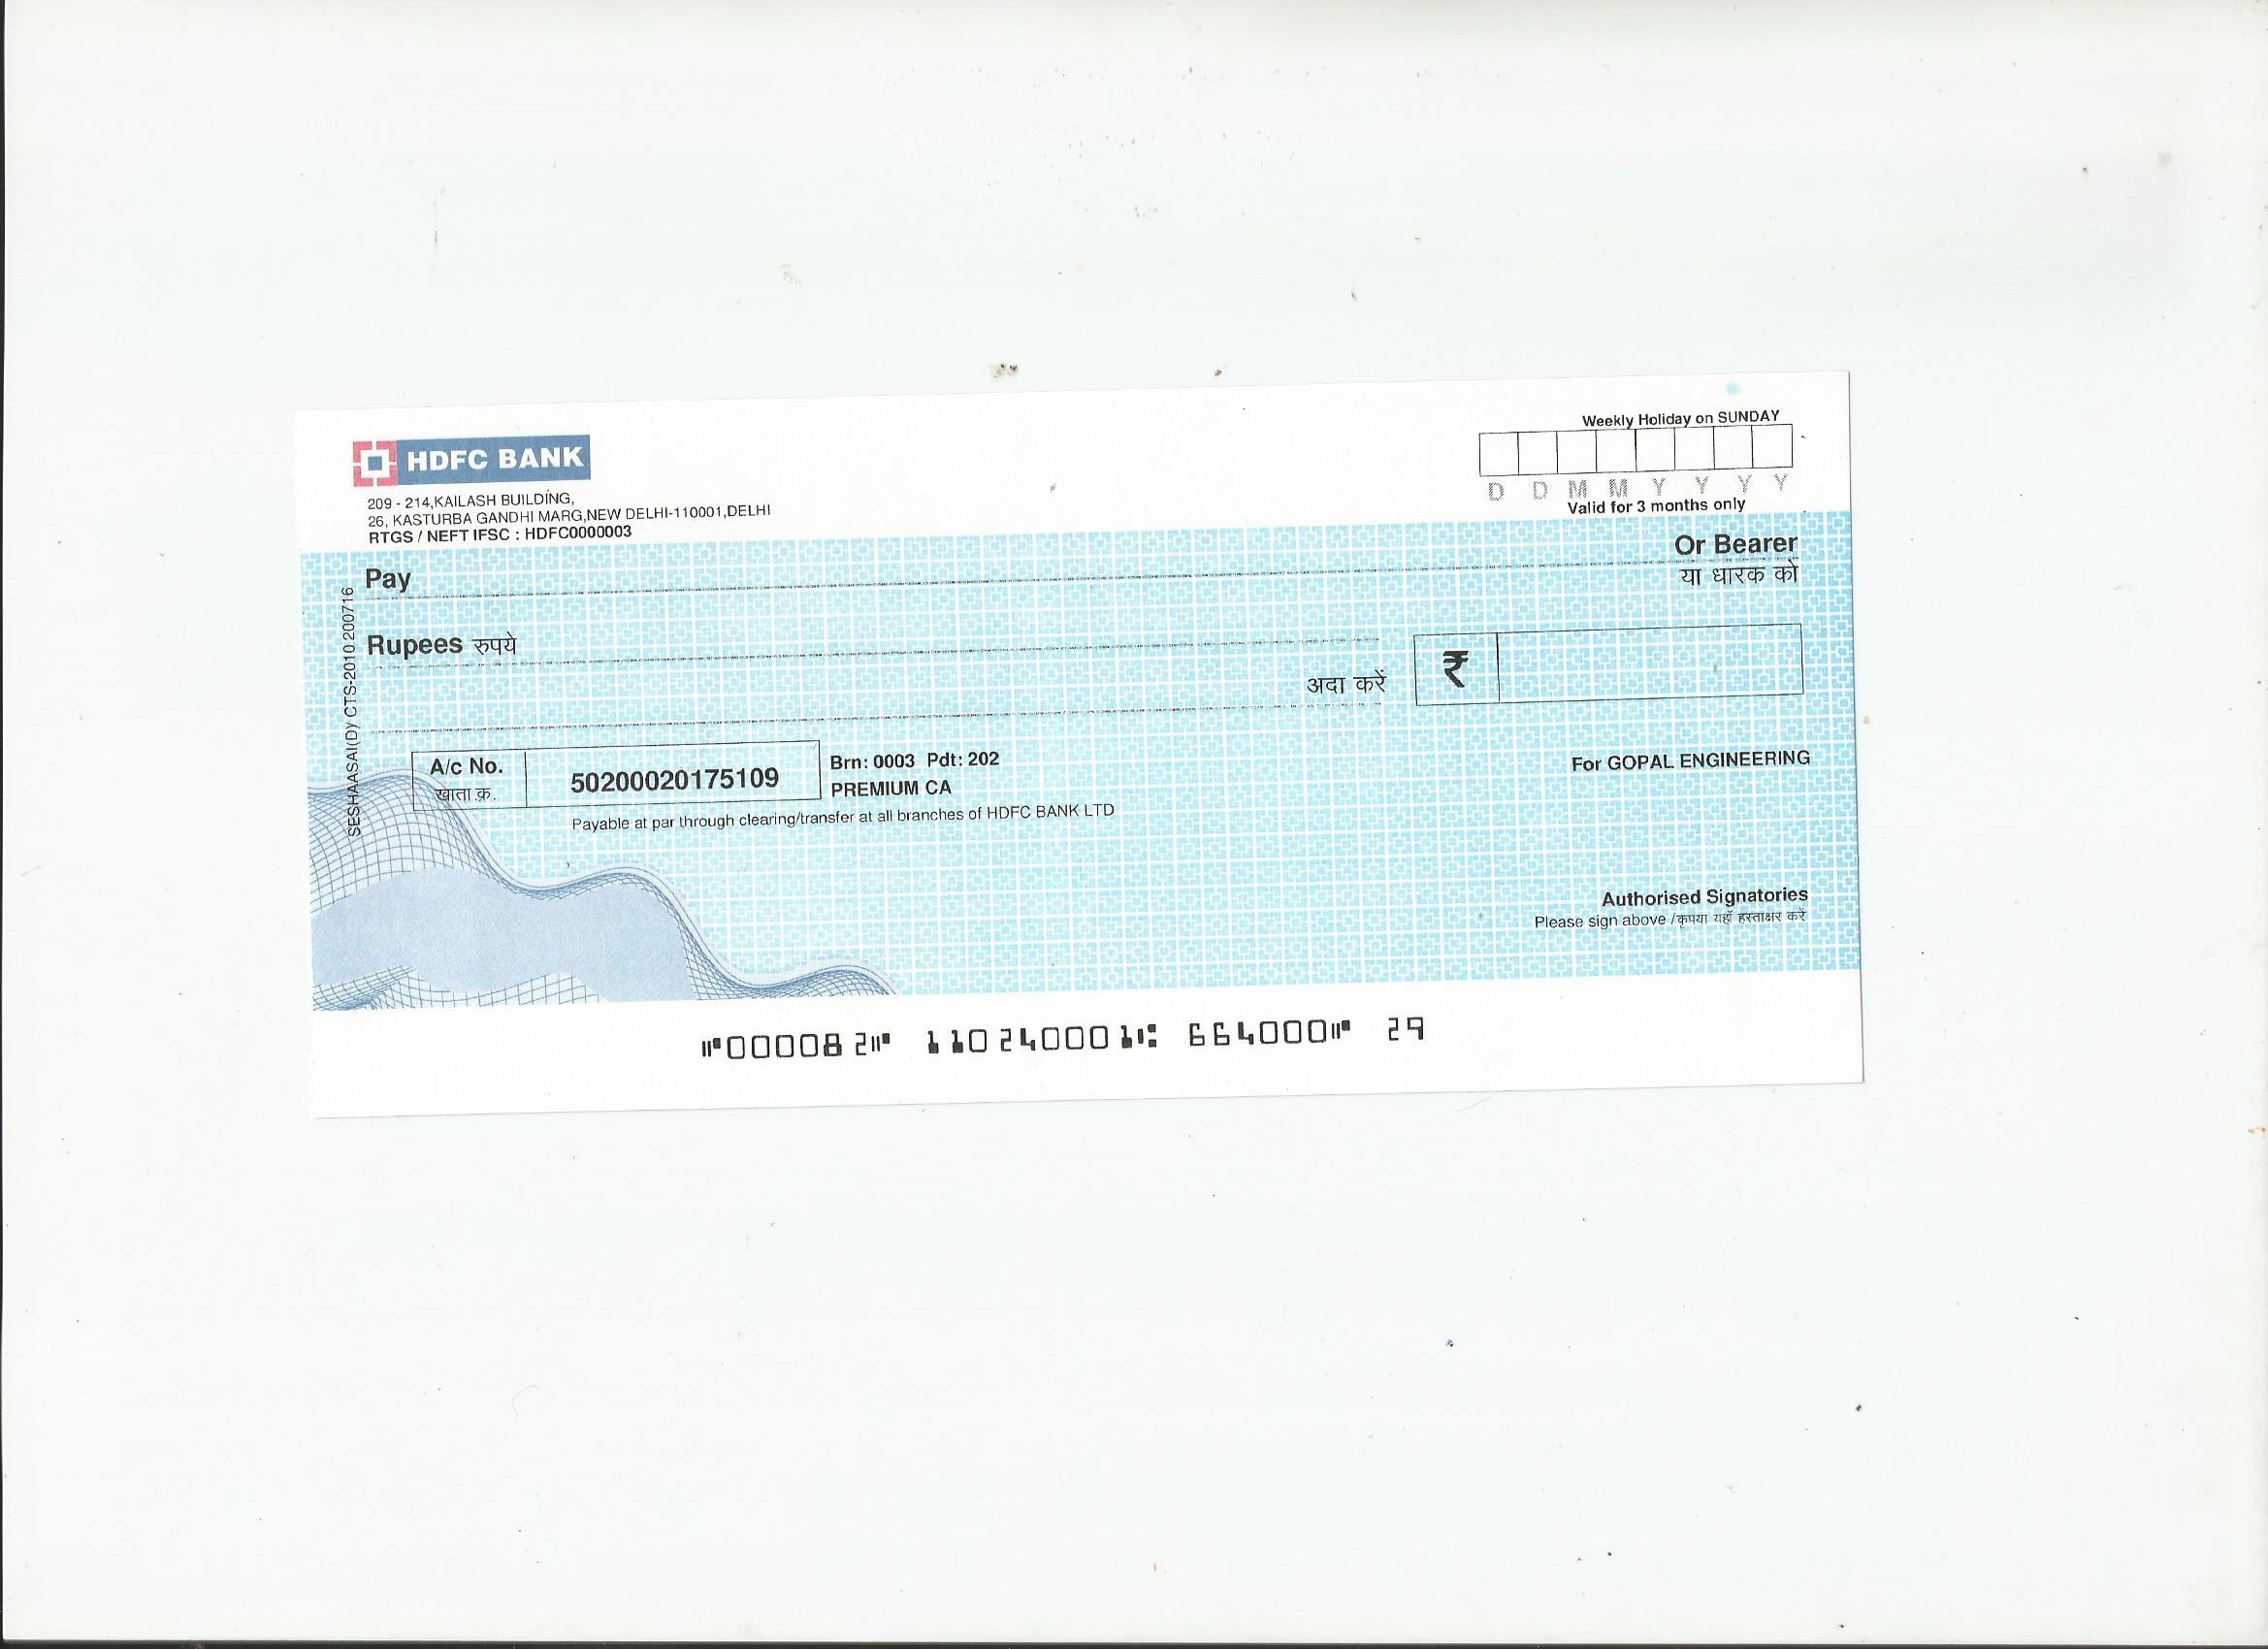 Weekly Holiday on SUNDAY
HDFC BANK
D D M M Y Y Y Y
Valid for 3 months only
209 - 214,KAILASH BUILDING,
26, KASTURBA GANDHI MARG,NEW DELHI-110001,DELHI
RTGS / NEFT IFSC : HDFC0000003
Pay
Or Bearer
या धारक को
Rupees रुपये
अदा करें
₹
A/c No.
खाता.क्र.
50200020175109
Brn: 0003 Pdt: 202
PREMIUM CA
For GOPAL ENGINEERING
Payable at par through clearing/transfer at all branches of HDFC BANK LTD
Authorised Signatories
Please sign above /कृपया यहाँ हस्ताक्षर करें
SESHAASAI(D) CTS-2010 200716
⑈000082⑈ 110240001⑆ 664000⑈ 29